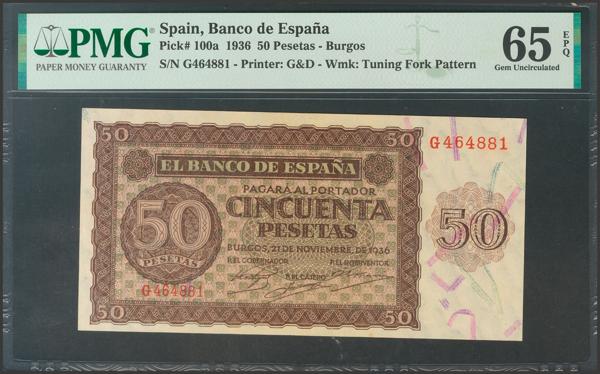 PMG
PAPER MONEY GUARANTY
Spain, Banco de España
Pick# 100a 1936 50 Pesetas - Burgos
S/N G464881 - Printer: G&D - Wmk: Tuning Fork Pattern
65 EPQ
Gem Uncirculated
50 50
G464881
EL BANCO DE ESPAÑA
PAGARÁ AL PORTADOR
CINCUENTA
PESETAS
BURGOS, 21 DE NOVIEMBRE, DE 1936
P.EL GOBERNADOR P.EL INTERVENTOR
P.EL CAJERO
50
PESETAS
50
G464881
50